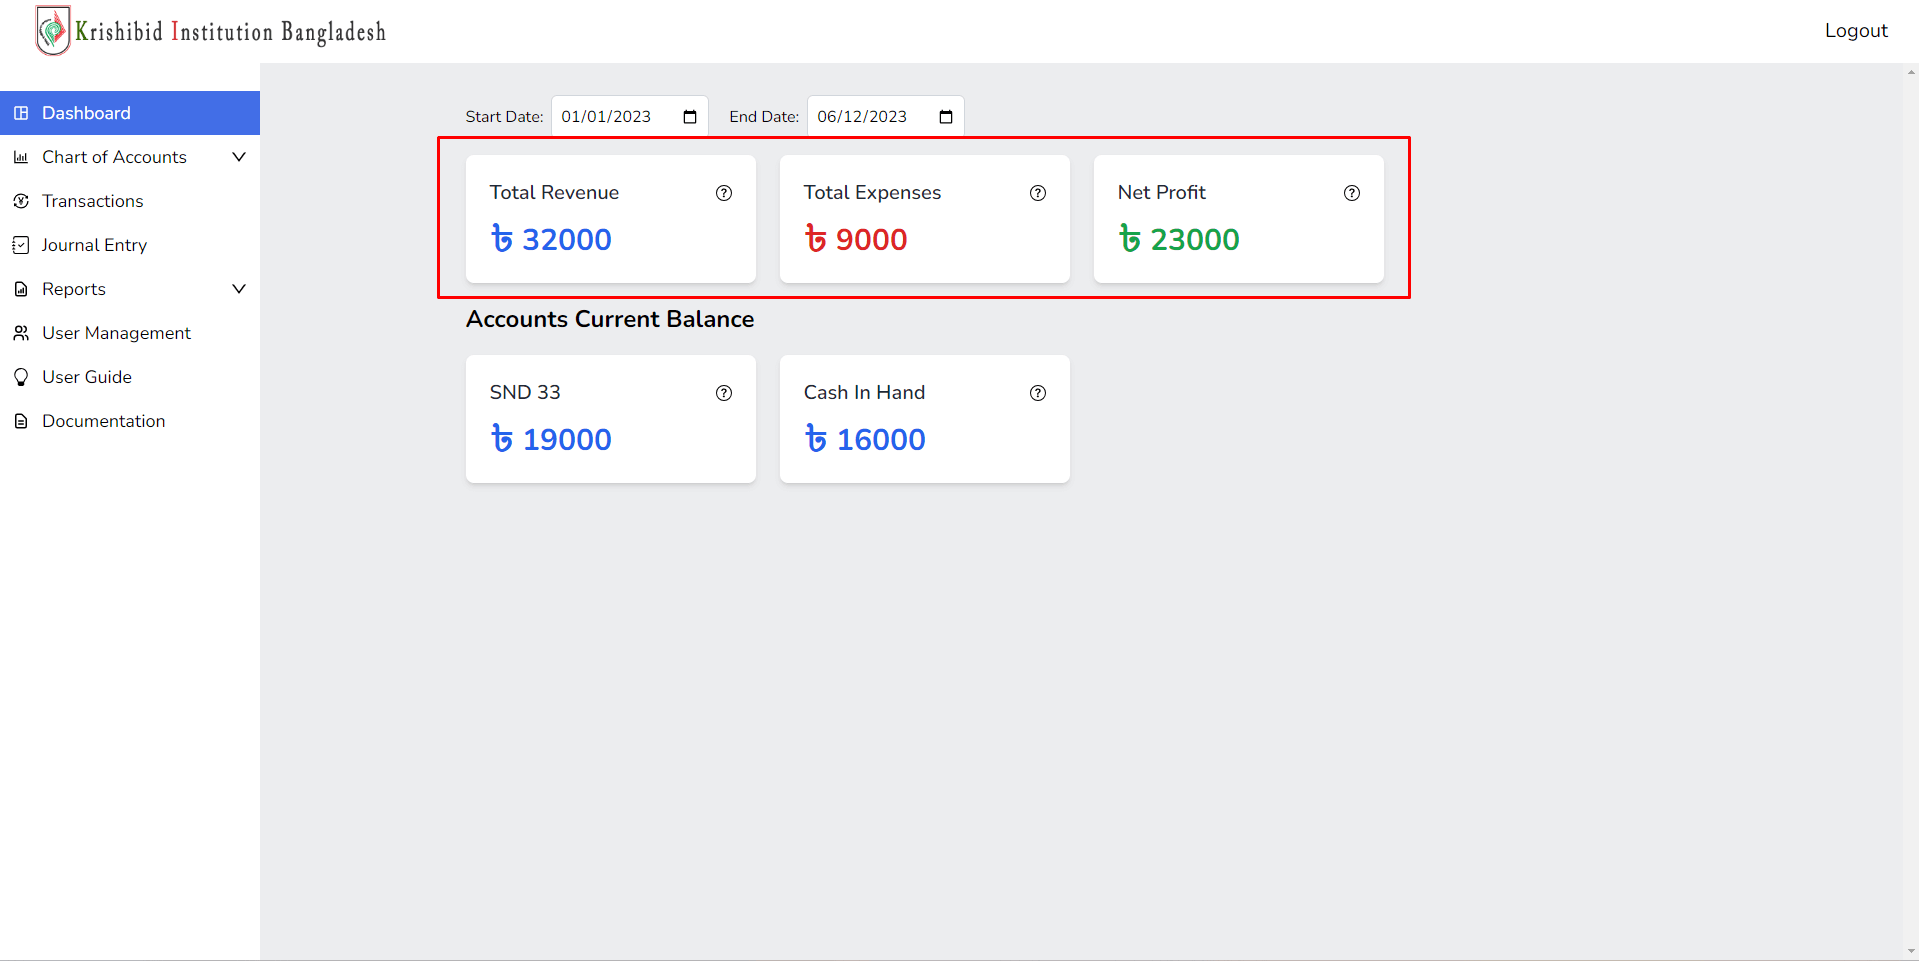 Krishibid Institution Bangladesh
Logout
Dashboard
Chart of Accounts
Transactions
Journal Entry
Reports
User Management
User Guide
Documentation
Start Date: 01/01/2023 End Date: 06/12/2023
Total Revenue
৳ 32000
Total Expenses
৳ 9000
Net Profit
৳ 23000
Accounts Current Balance
SND 33
৳ 19000
Cash In Hand
৳ 16000